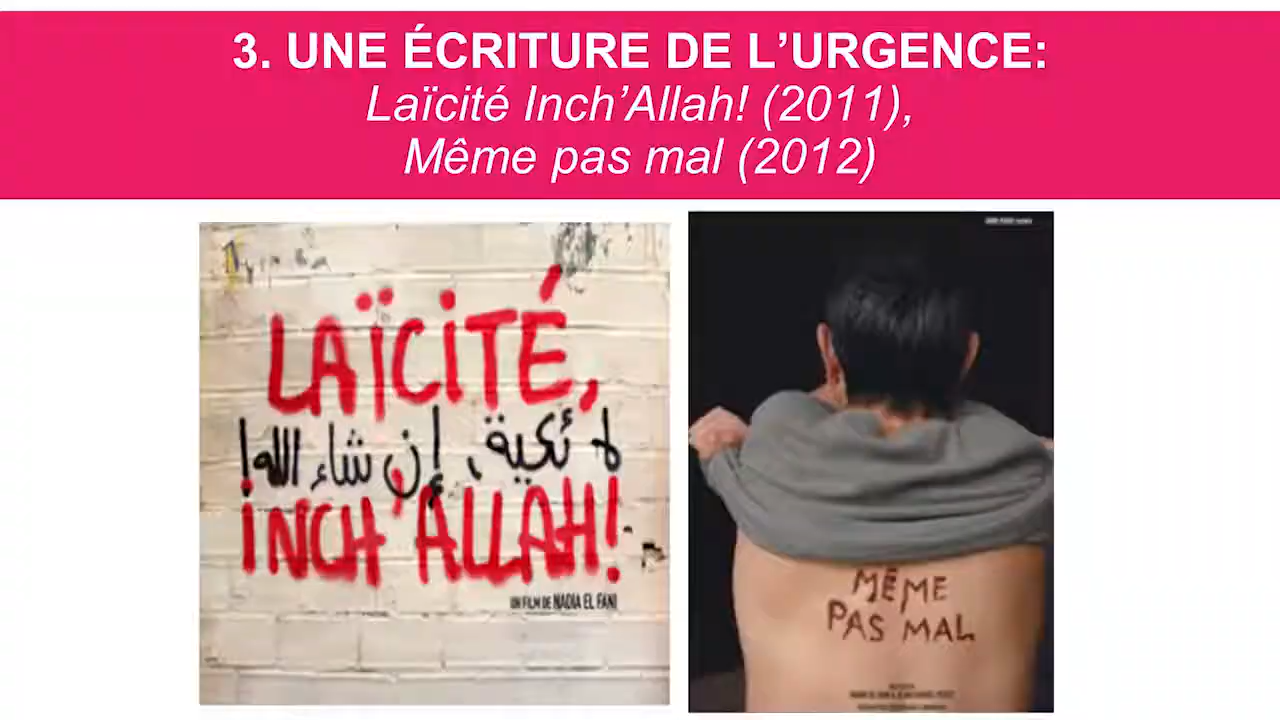 3. UNE ÉCRITURE DE L’URGENCE:
Laïcité Inch’Allah! (2011),
Même pas mal (2012)
LAÏCITÉ,
لائكية، إن شاء الله!
INCH'ALLAH!
UN FILM DE NADIA EL FANI
MÊME
PAS MAL